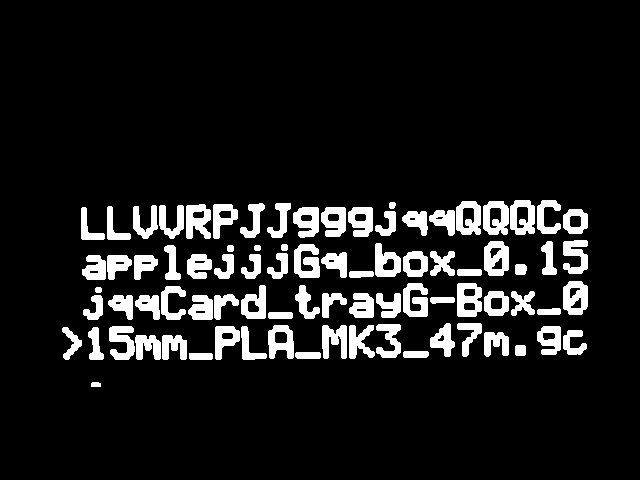 LLVVRPJJgggjqqQQQCo
applejjjGq_box_0.15
jqqCard_trayG-Box_0
>15mm_PLA_MK3_47m.gc